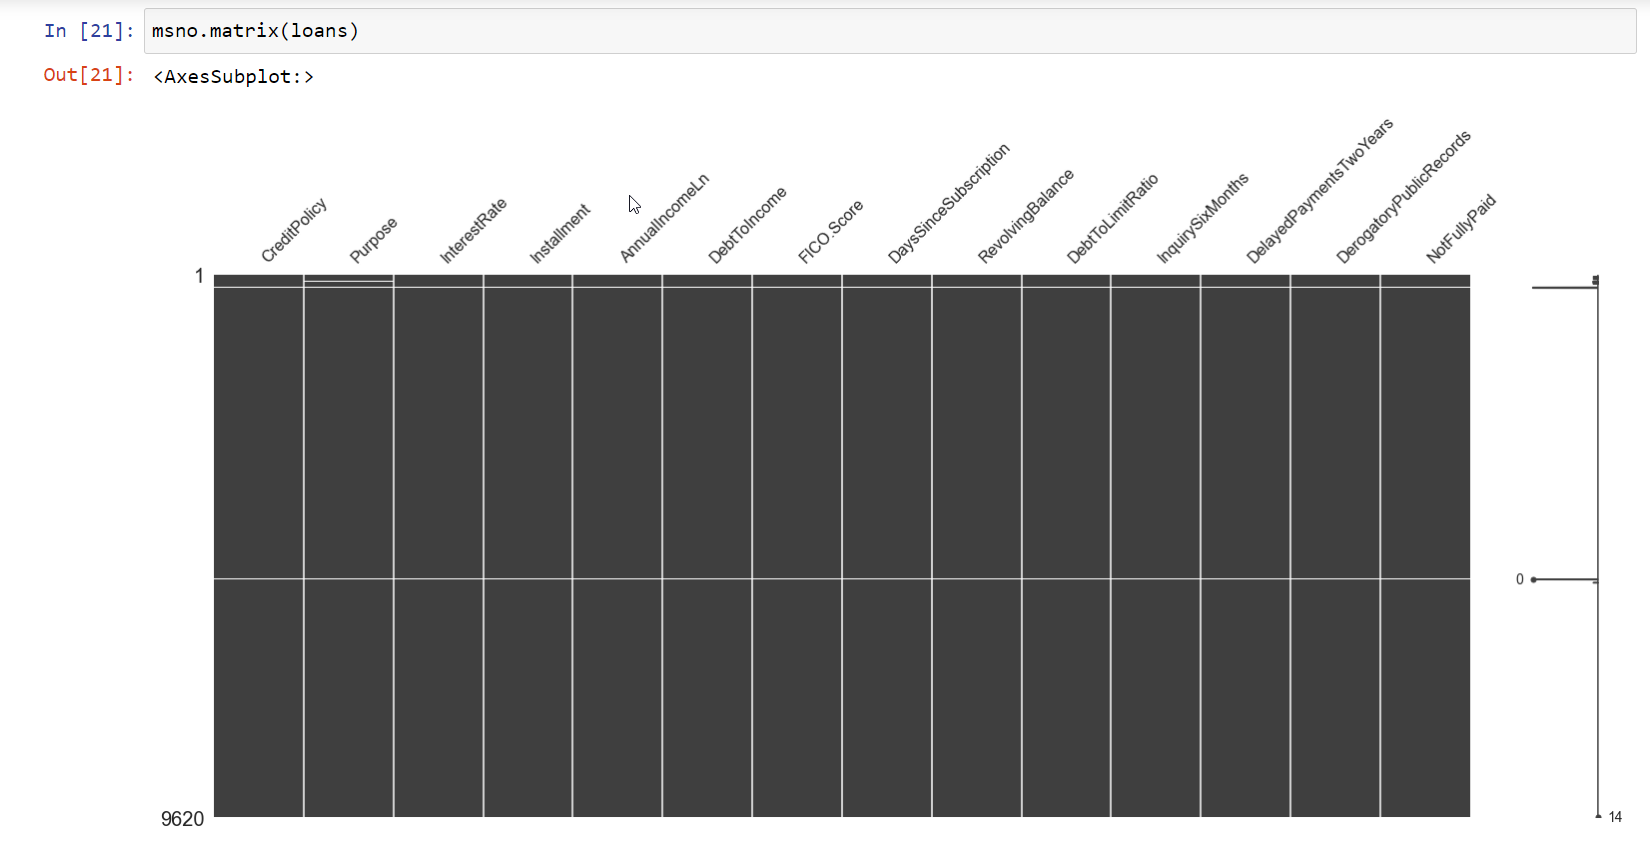 In [21]: msno.matrix(loans)
Out[21]: <AxesSubplot:>
CreditPolicy
Purpose
InterestRate
Installment
AnnualIncomeLn
DebtToIncome
FICO.Score
DaysSinceSubscription
RevolvingBalance
DebtToLimitRatio
InquirySixMonths
DelayedPaymentsTwoYears
DerogatoryPublicRecords
NotFullyPaid
1
0
9620
14